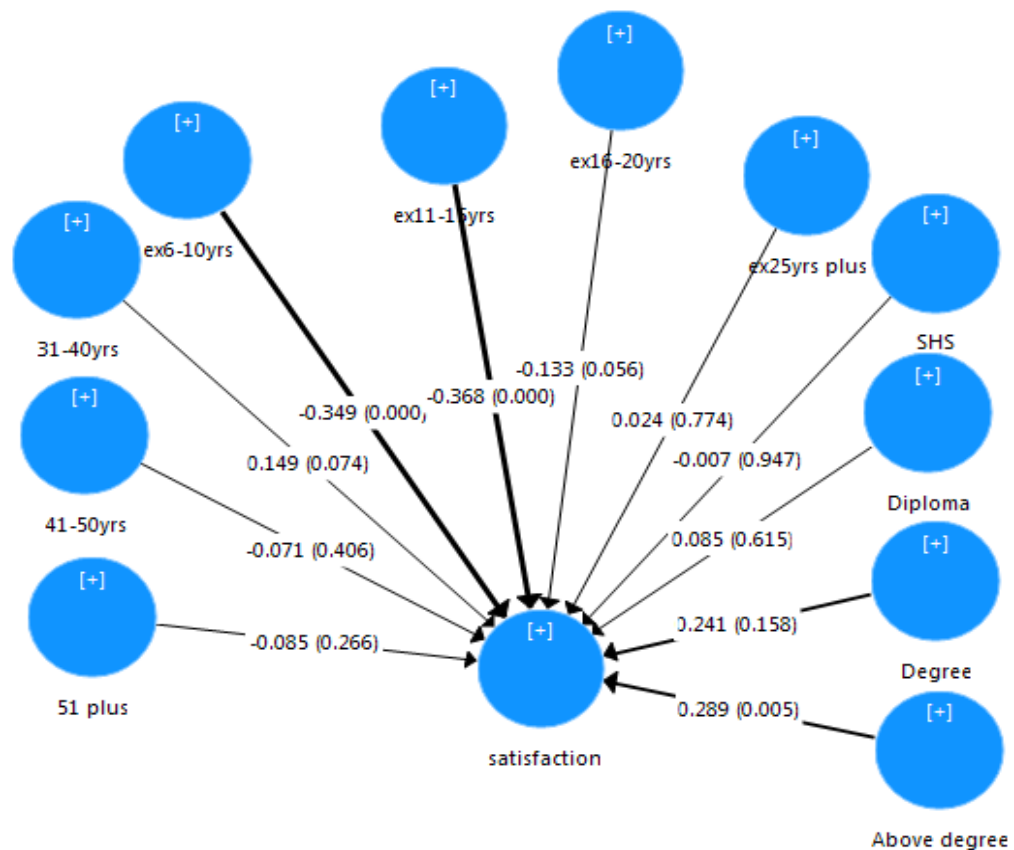 [+]
ex16-20yrs
[+]
ex11-15yrs
[+]
ex6-10yrs
[+]
ex25yrs plus
[+]
31-40yrs
[+]
SHS
[+]
41-50yrs
[+]
Diploma
[+]
51 plus
[+]
Degree
[+]
Above degree
-0.133 (0.056)
-0.368 (0.000)
-0.349 (0.000)
0.024 (0.774)
0.149 (0.074)
-0.007 (0.947)
-0.071 (0.406)
0.085 (0.615)
-0.085 (0.266)
0.241 (0.158)
0.289 (0.005)
[+]
satisfaction